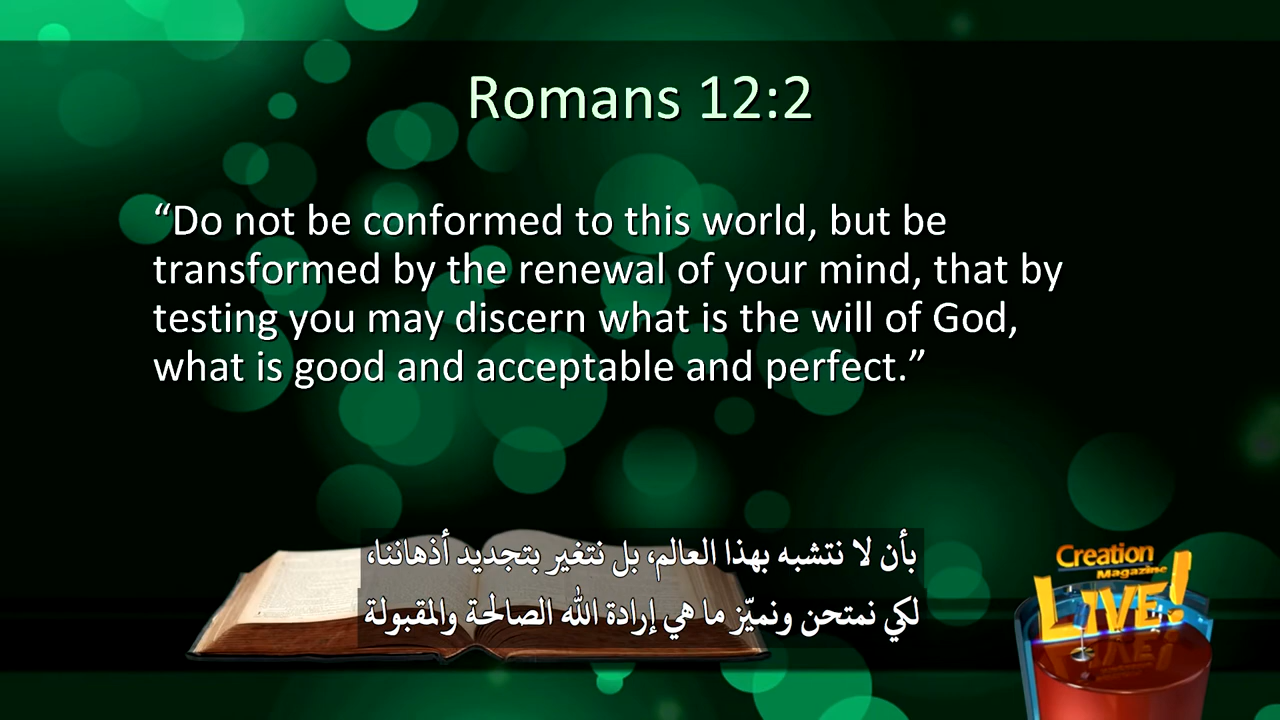 Romans 12:2
“Do not be conformed to this world, but be
transformed by the renewal of your mind, that by
testing you may discern what is the will of God,
what is good and acceptable and perfect.”
بأن لا نتشبه بهذا العالم، بل نتغير بتجديد أذهاننا،
لكي نمتحن ونميّز ما هي إرادة الله الصالحة والمقبولة
Creation
Magazine
LIVE!